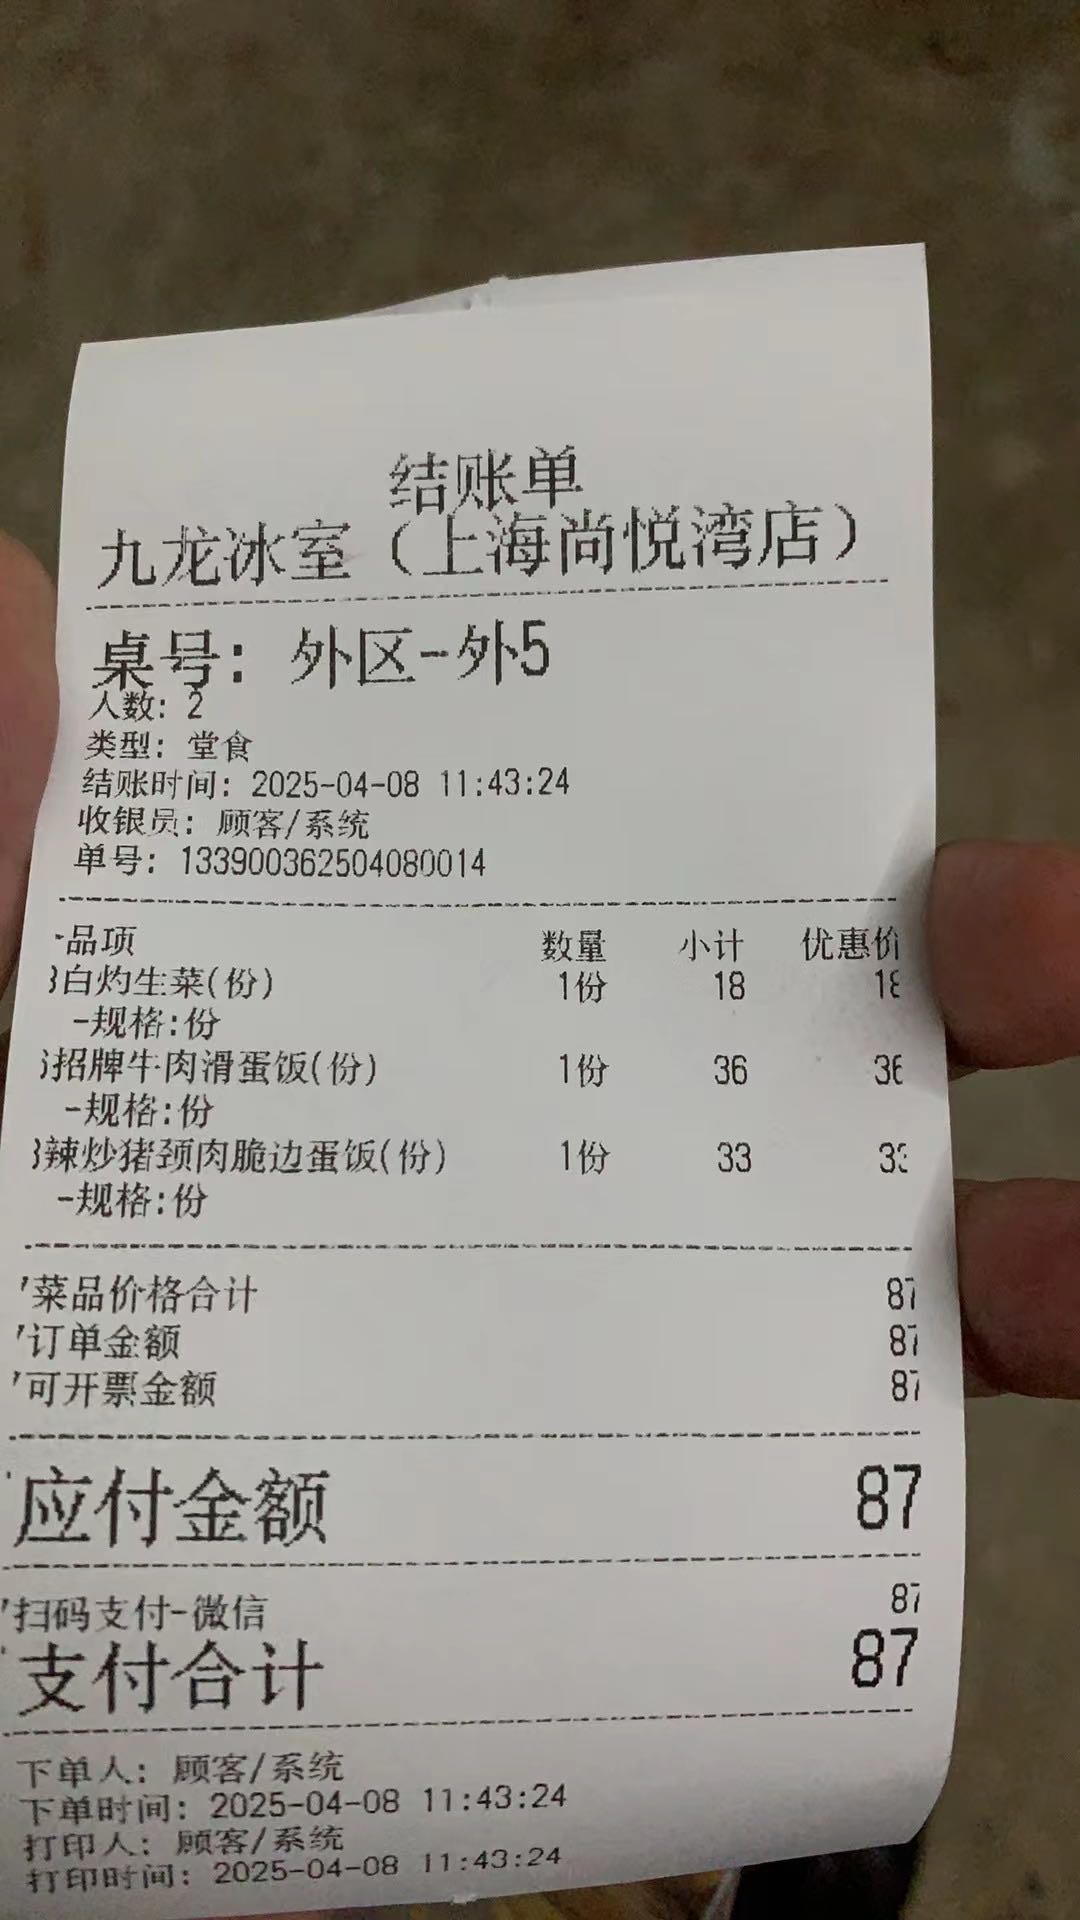 结账单
九龙冰室（上海尚悦湾店）
桌号: 外区-外5
人数: 2
类型: 堂食
结账时间: 2025-04-08 11:43:24
收银员: 顾客/系统
单号: 133900362504080014
品项 数量 小计 优惠价
白灼生菜(份) 1份 18 18
-规格:份
招牌牛肉滑蛋饭(份) 1份 36 36
-规格:份
辣炒猪颈肉脆边蛋饭(份) 1份 33 33
-规格:份
菜品价格合计 87
订单金额 87
可开票金额 87
应付金额 87
扫码支付-微信 87
支付合计 87
下单人: 顾客/系统
下单时间: 2025-04-08 11:43:24
打印人: 顾客/系统
打印时间: 2025-04-08 11:43:24